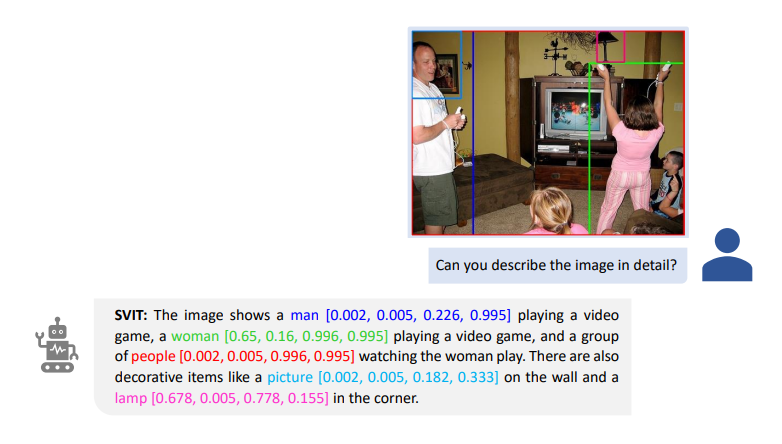 Can you describe the image in detail?
SVIT: The image shows a man [0.002, 0.005, 0.226, 0.995] playing a video
game, a woman [0.65, 0.16, 0.996, 0.995] playing a video game, and a group
of people [0.002, 0.005, 0.996, 0.995] watching the woman play. There are also
decorative items like a picture [0.002, 0.005, 0.182, 0.333] on the wall and a
lamp [0.678, 0.005, 0.778, 0.155] in the corner.